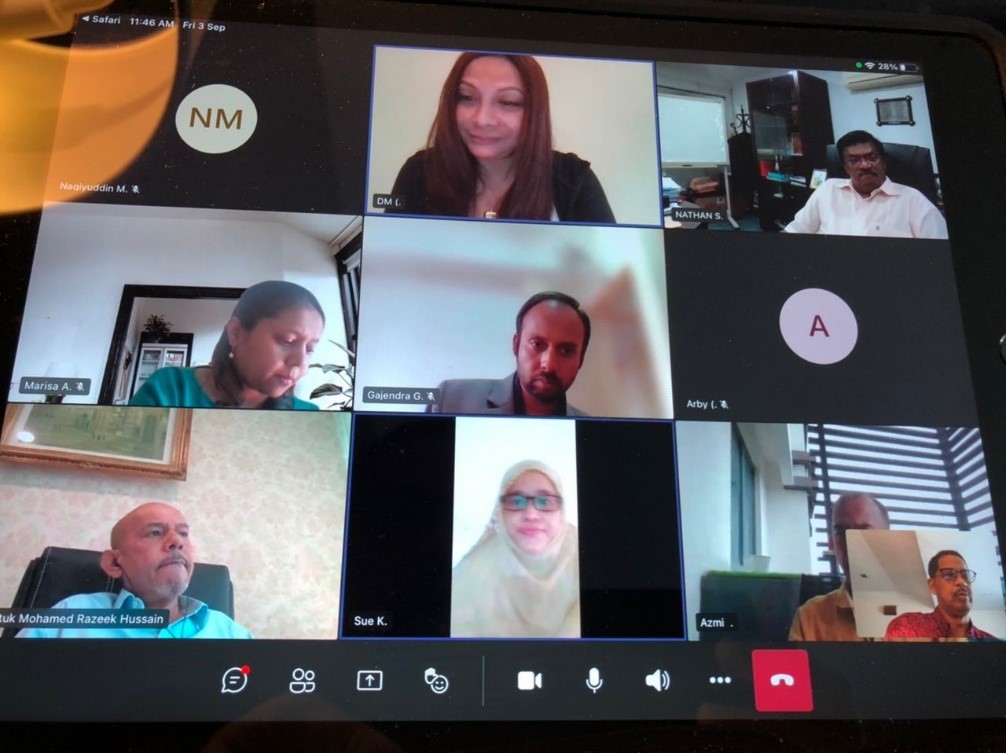 ◀ Safari 11:46 AM Fri 3 Sep
28%
NM
Naqiyuddin M.
DM (.
NATHAN S.
Marisa A.
Gajendra G.
A
Arby (.
tuk Mohamed Razeek Hussain
Sue K.
Azmi .